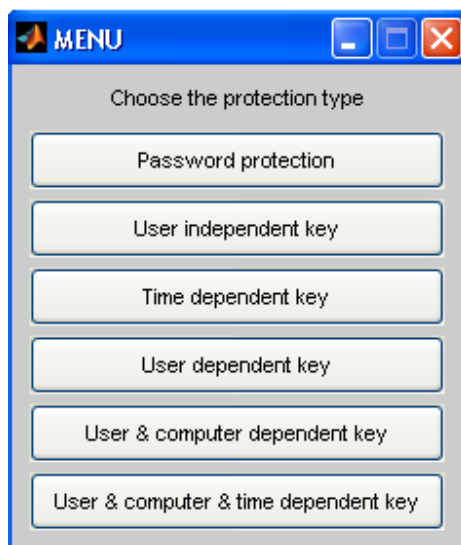 MENU
Choose the protection type
Password protection
User independent key
Time dependent key
User dependent key
User & computer dependent key
User & computer & time dependent key